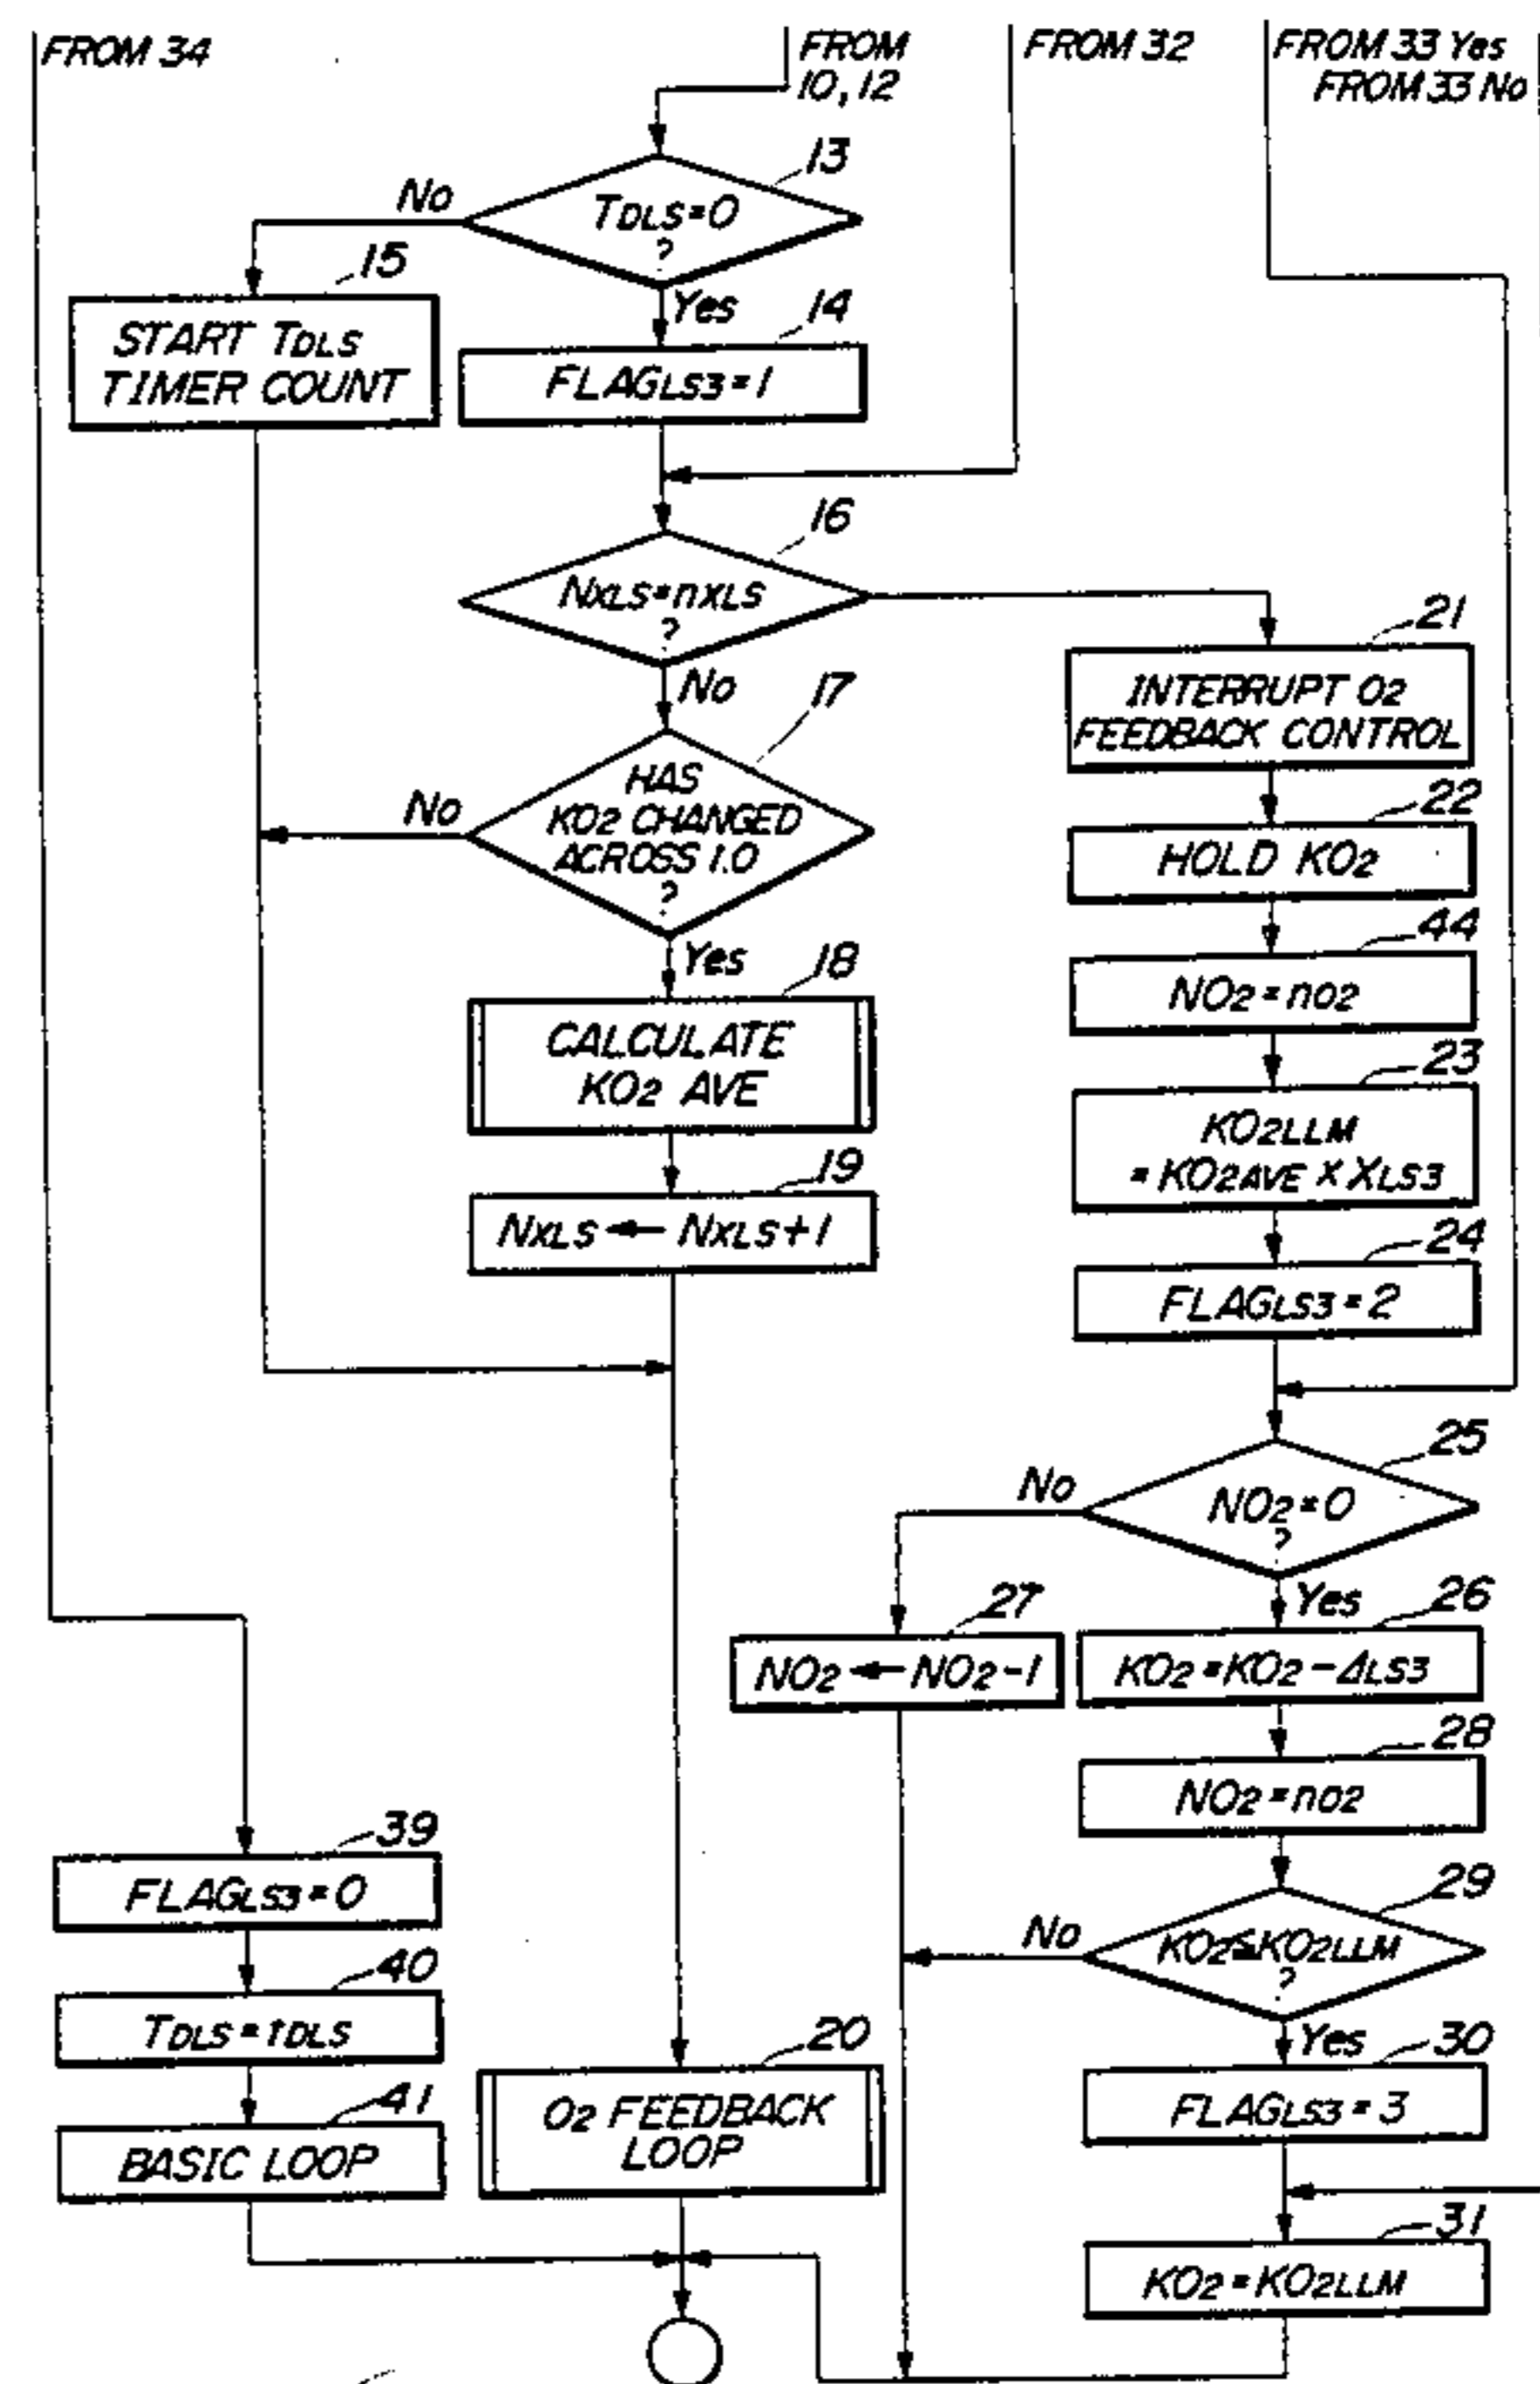 FROM 34
FROM
10, 12
FROM 32
FROM 33 Yes
FROM 33 No
13
TDLS=0
?
No
Yes
15
START TDLS
TIMER COUNT
14
FLAGLS3=1
16
NXLS=nXLS
?
No
17
HAS
KO2 CHANGED
ACROSS 1.0
?
No
Yes
18
CALCULATE
KO2 AVE
19
NXLS ← NXLS+1
21
INTERRUPT O2
FEEDBACK CONTROL
22
HOLD KO2
44
NO2=nO2
23
KO2LLM
=KO2AVE × XLS3
24
FLAGLS3=2
25
NO2=0
?
No
Yes
27
NO2 ← NO2-1
26
KO2=KO2-ΔLS3
28
NO2=nO2
29
KO2≦KO2LLM
?
No
Yes
30
FLAGLS3=3
31
KO2=KO2LLM
39
FLAGLS3=0
40
TDLS=tDLS
41
BASIC LOOP
20
O2 FEEDBACK
LOOP